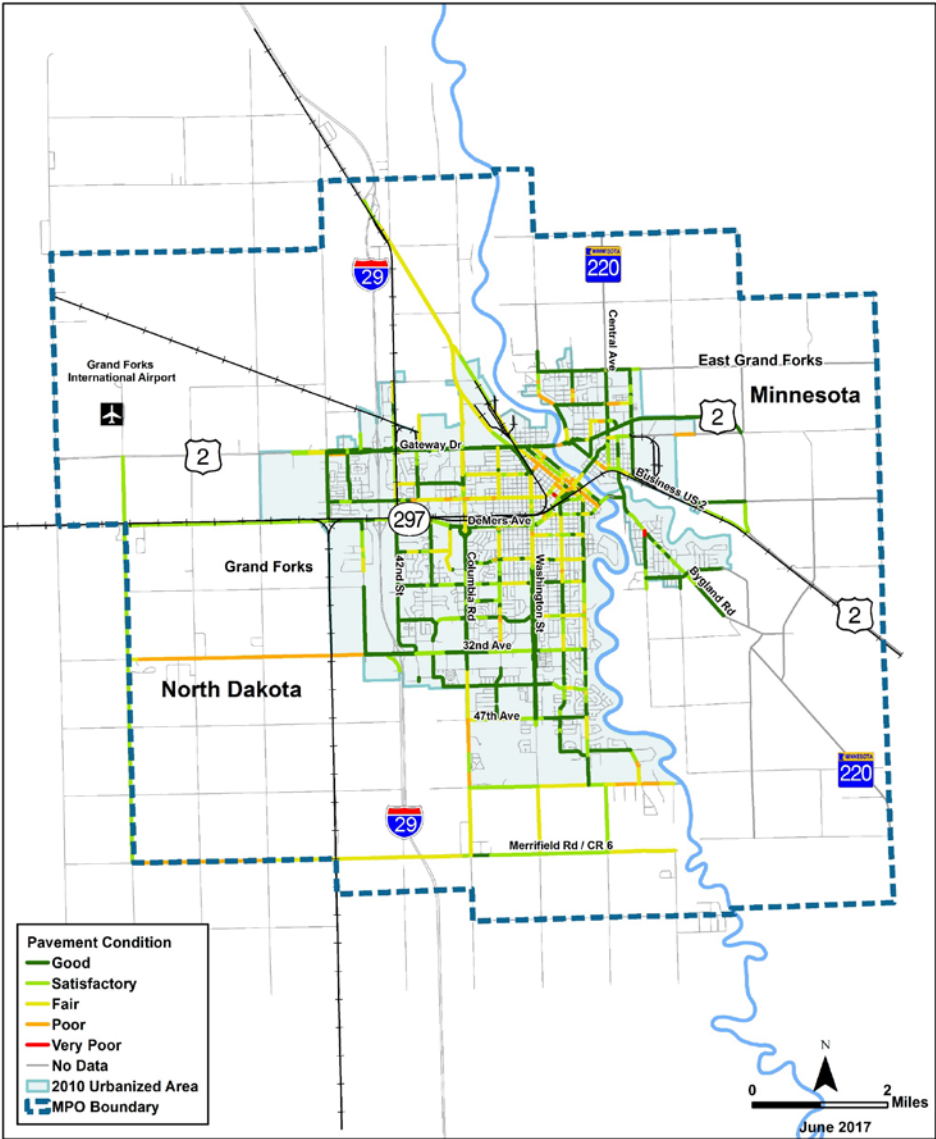 29
MINNESOTA
220
Central Ave
Grand Forks
International Airport
East Grand Forks
Minnesota
2
2
Gateway Dr
Business US 2
297
DeMers Ave
Grand Forks
42nd St
Columbia Rd
Washington St
Bygland Rd
2
32nd Ave
North Dakota
47th Ave
MINNESOTA
220
29
Merrifield Rd / CR 6
Pavement Condition
Good
Satisfactory
Fair
Poor
Very Poor
No Data
2010 Urbanized Area
MPO Boundary
N
0 2
Miles
June 2017